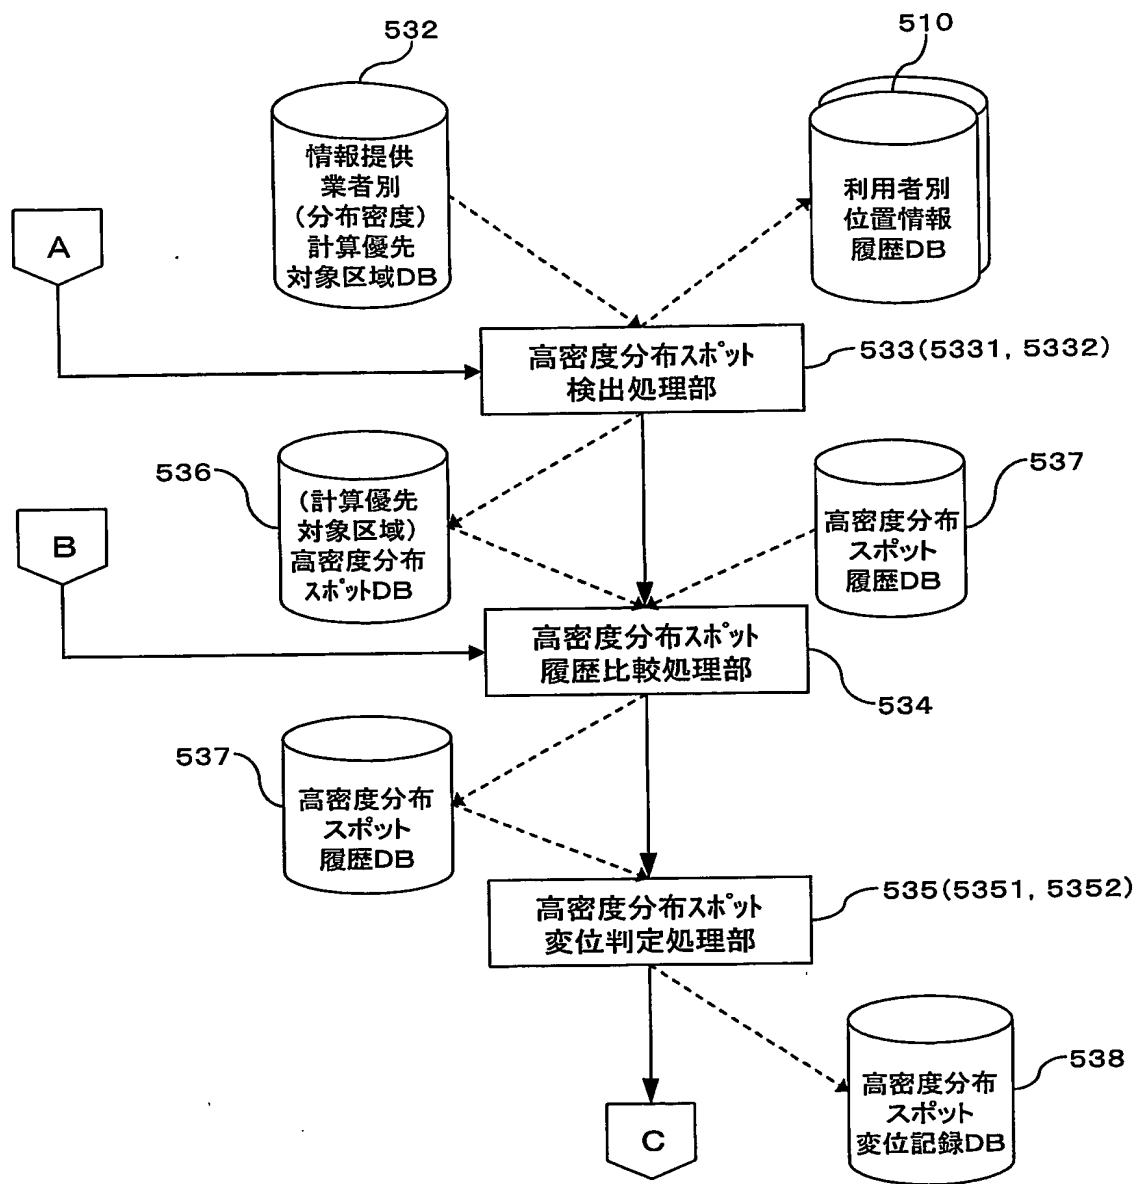 532
510
情報提供
業者別
(分布密度)
計算優先
対象区域DB
利用者別
位置情報
履歴DB
A
高密度分布ｽﾎﾟｯﾄ
検出処理部
533(5331, 5332)
536
(計算優先
対象区域)
高密度分布
ｽﾎﾟｯﾄDB
537
高密度分布
スポット
履歴DB
B
高密度分布ｽﾎﾟｯﾄ
履歴比較処理部
534
537
高密度分布
スポット
履歴DB
高密度分布ｽﾎﾟｯﾄ
変位判定処理部
535(5351, 5352)
538
高密度分布
スポット
変位記録DB
C